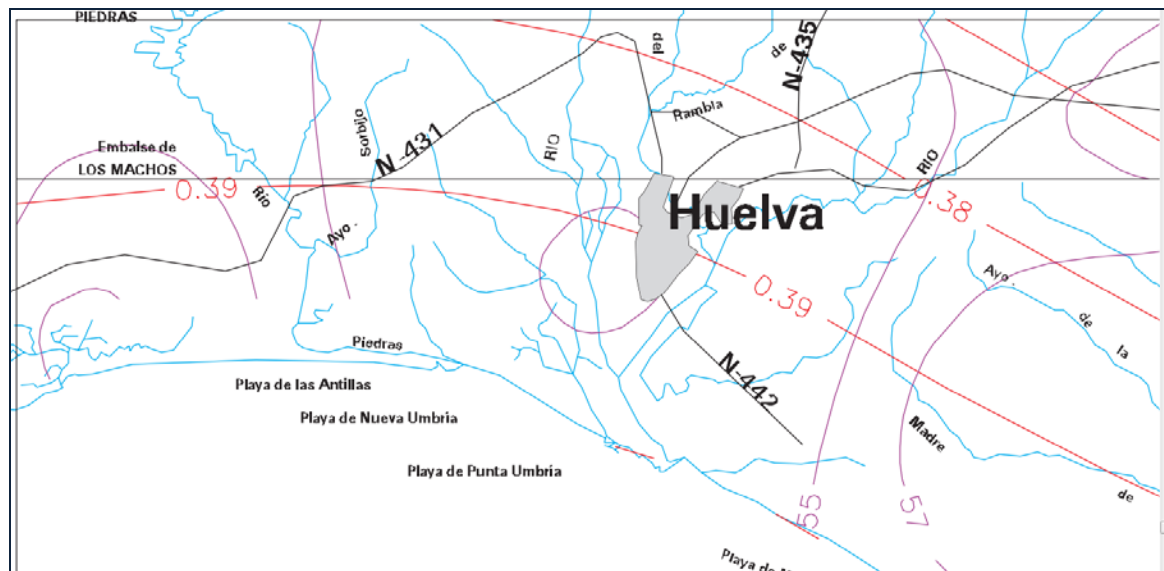 PIEDRAS
del
de
N-435
Rambla
Sorbijo
N -431
RIO
RIO
Embalse de
LOS MACHOS
0.39
Rio
Ayo .
Huelva
0.38
Ayo .
0.39
de
la
Piedras
N-442
Playa de las Antillas
Playa de Nueva Umbria
Madre
Playa de Punta Umbria
55
57
de
Playa de